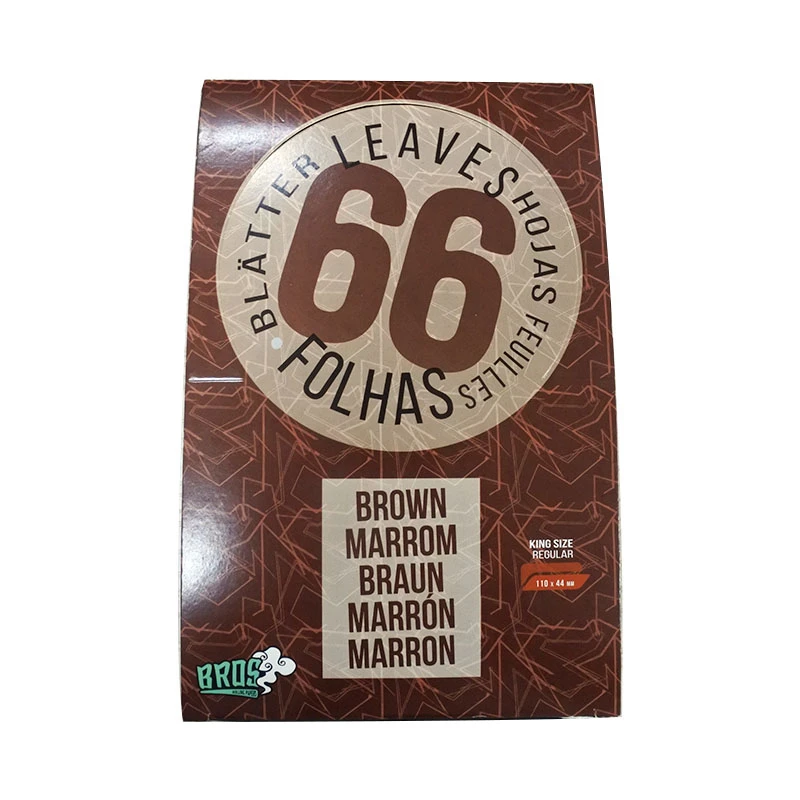 BLÄTTER
LEAVES
HOJAS
FEUILLES
FOLHAS
66
BROWN
MARROM
BRAUN
MARRÓN
MARRON
KING SIZE
REGULAR
110 x 44 MM
BROS